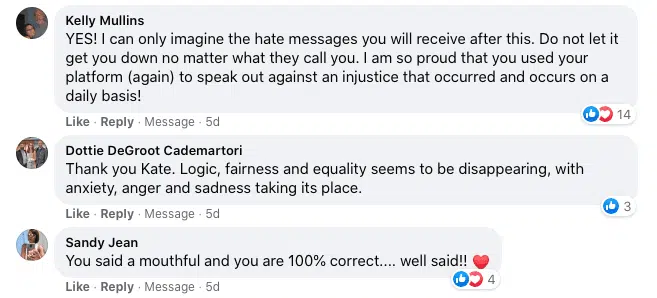 Kelly Mullins
YES! I can only imagine the hate messages you will receive after this. Do not let it
get you down no matter what they call you. I am so proud that you used your
platform (again) to speak out against an injustice that occurred and occurs on a
daily basis!
14
Like · Reply · Message · 5d
Dottie DeGroot Cademartori
Thank you Kate. Logic, fairness and equality seems to be disappearing, with
anxiety, anger and sadness taking its place.
Like · Reply · Message · 5d
3
Sandy Jean
You said a mouthful and you are 100% correct.... well said!! ❤️
4
Like · Reply · Message · 5d